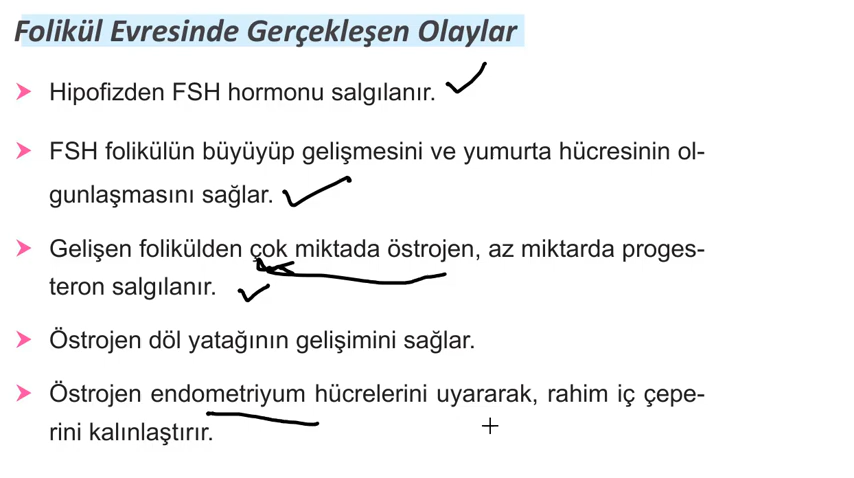 Folikül Evresinde Gerçekleşen Olaylar
Hipofizden FSH hormonu salgılanır.
FSH folikülün büyüyüp gelişmesini ve yumurta hücresinin ol-
gunlaşmasını sağlar.
Gelişen folikülden çok miktada östrojen, az miktarda proges-
teron salgılanır.
Östrojen döl yatağının gelişimini sağlar.
Östrojen endometriyum hücrelerini uyararak, rahim iç çepe-
rini kalınlaştırır.